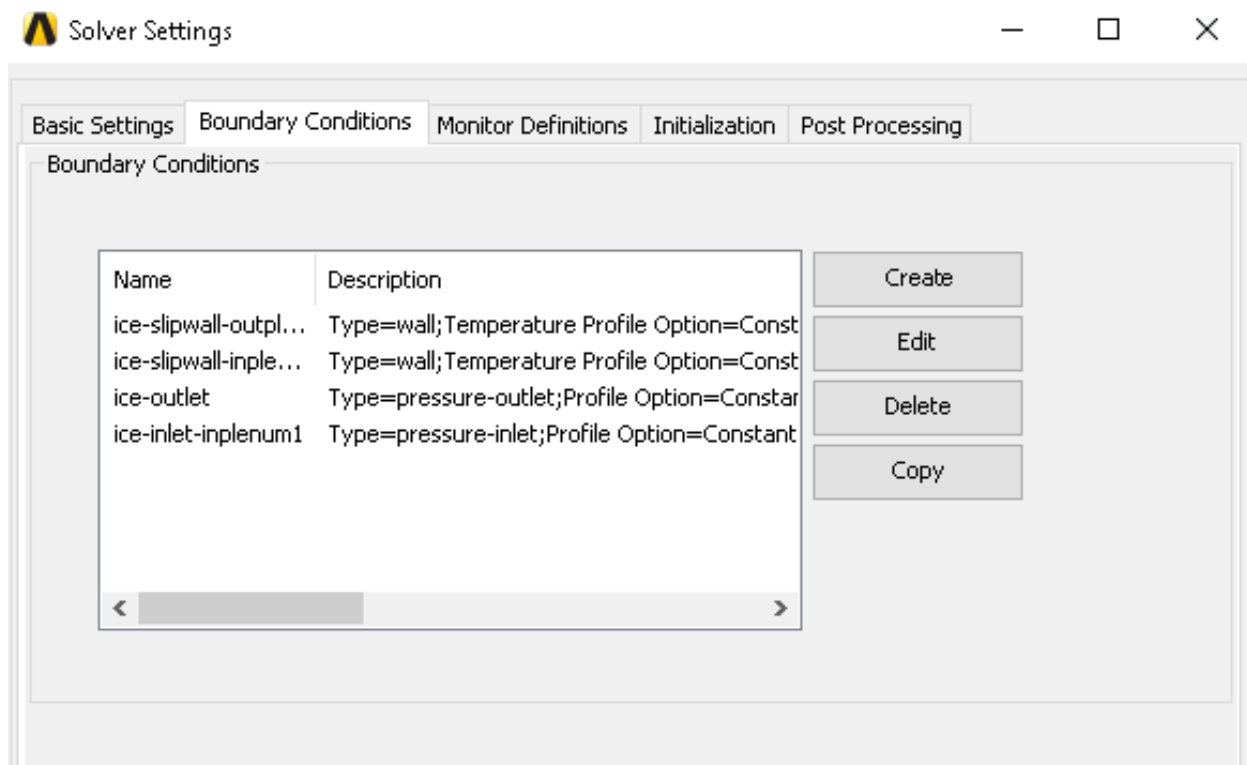 Solver Settings
Basic Settings Boundary Conditions Monitor Definitions Initialization Post Processing
Boundary Conditions
Name Description Create
ice-slipwall-outpl... Type=wall;Temperature Profile Option=Const
Edit
ice-slipwall-inple... Type=wall;Temperature Profile Option=Const
ice-outlet Type=pressure-outlet;Profile Option=Constar Delete
ice-inlet-inplenum1 Type=pressure-inlet;Profile Option=Constant
Copy